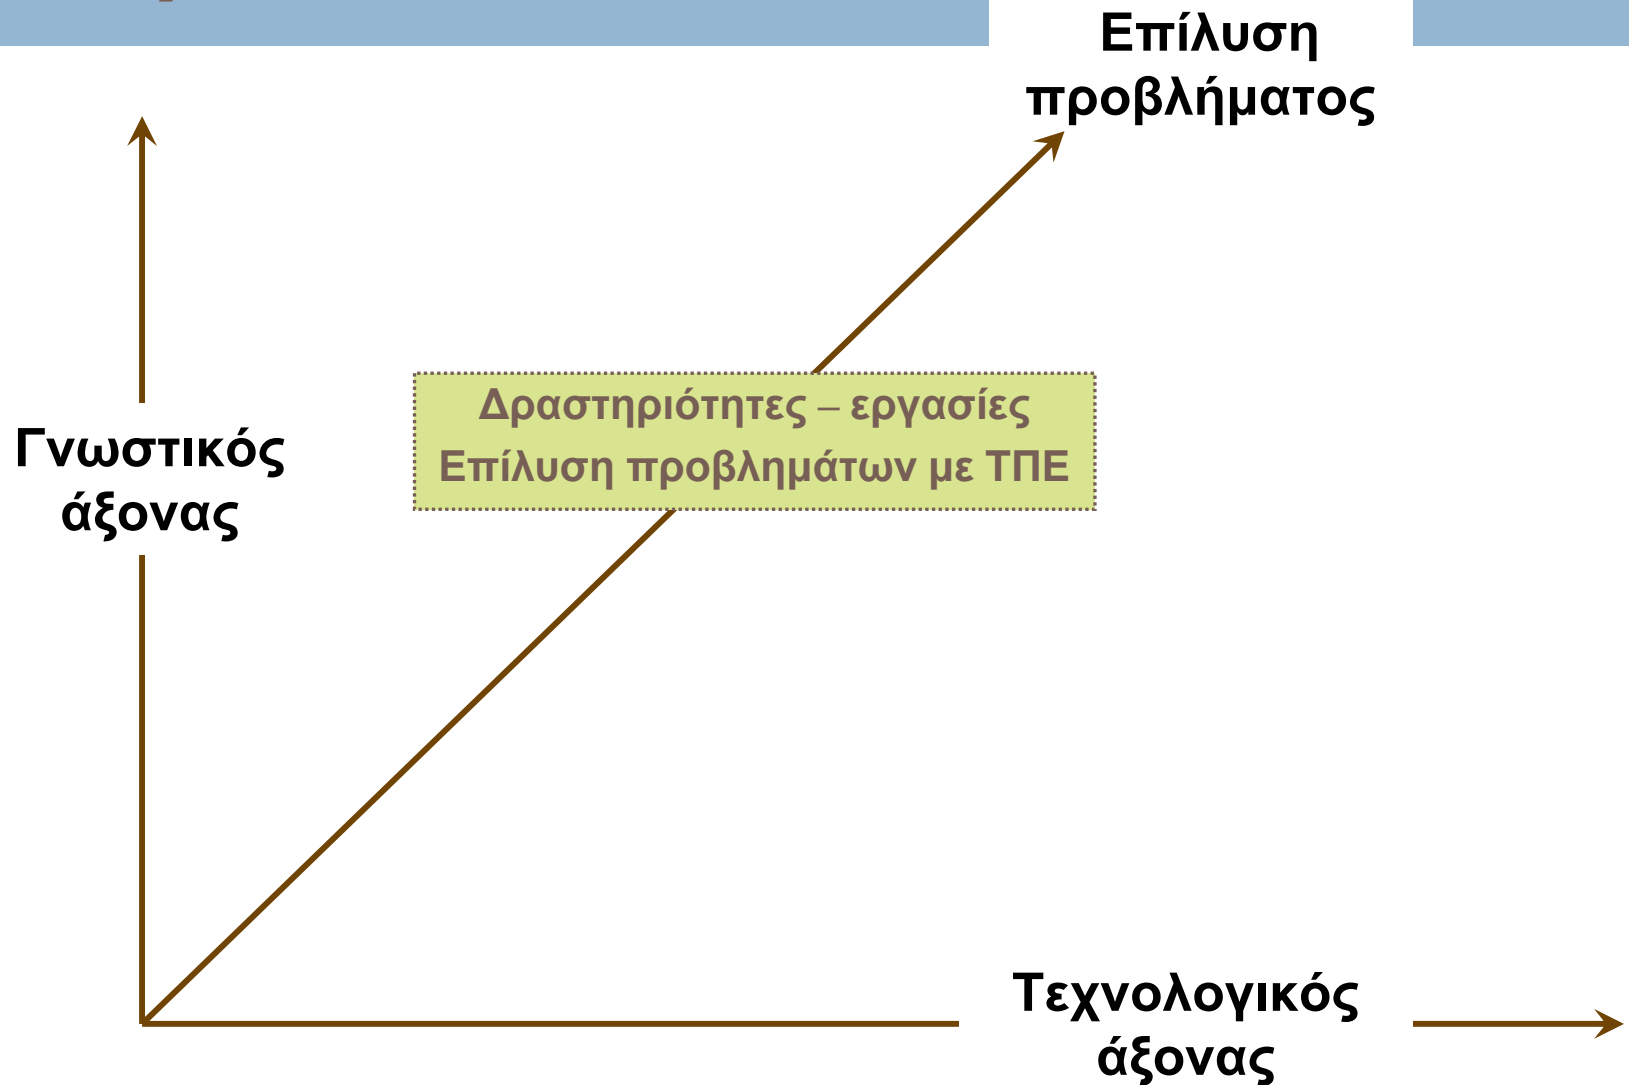 Επίλυση
προβλήματος
Δραστηριότητες – εργασίες
Επίλυση προβλημάτων με ΤΠΕ
Γνωστικός
άξονας
Τεχνολογικός
άξονας